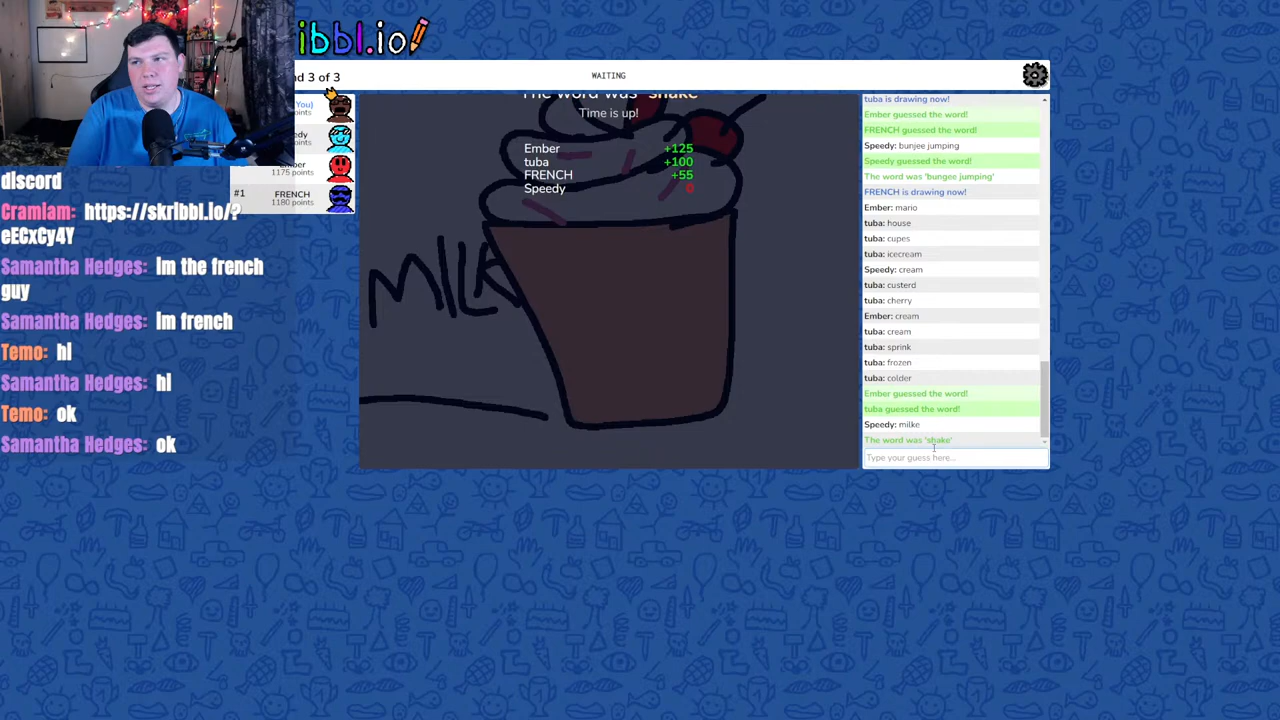 ibbl.io
nd 3 of 3
WAITING
You)
points
edy
points
Ember
1175 points
#1
FRENCH
1180 points
discord
Cramiam: https://skribbl.io/?
eECxCy4Y
Samantha Hedges: im the french
guy
Samantha Hedges: im french
Temo: hI
Samantha Hedges: hI
Temo: ok
Samantha Hedges: ok
The word was 'shake'
Time is up!
Ember +125
tuba +100
FRENCH +55
Speedy 0
MILK
tuba is drawing now!
Ember guessed the word!
FRENCH guessed the word!
Speedy: bunjee jumping
Speedy guessed the word!
The word was 'bungee jumping'
FRENCH is drawing now!
Ember: mario
tuba: house
tuba: cupes
tuba: icecream
Speedy: cream
tuba: custerd
tuba: cherry
Ember: cream
tuba: cream
tuba: sprink
tuba: frozen
tuba: colder
Ember guessed the word!
tuba guessed the word!
Speedy: milke
The word was 'shake'
Type your guess here...